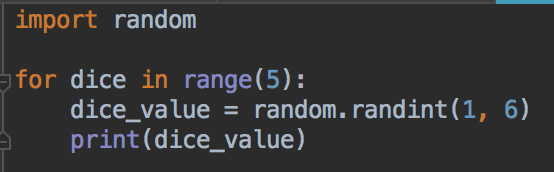 import random
for dice in range(5):
    dice_value = random.randint(1, 6)
    print(dice_value)